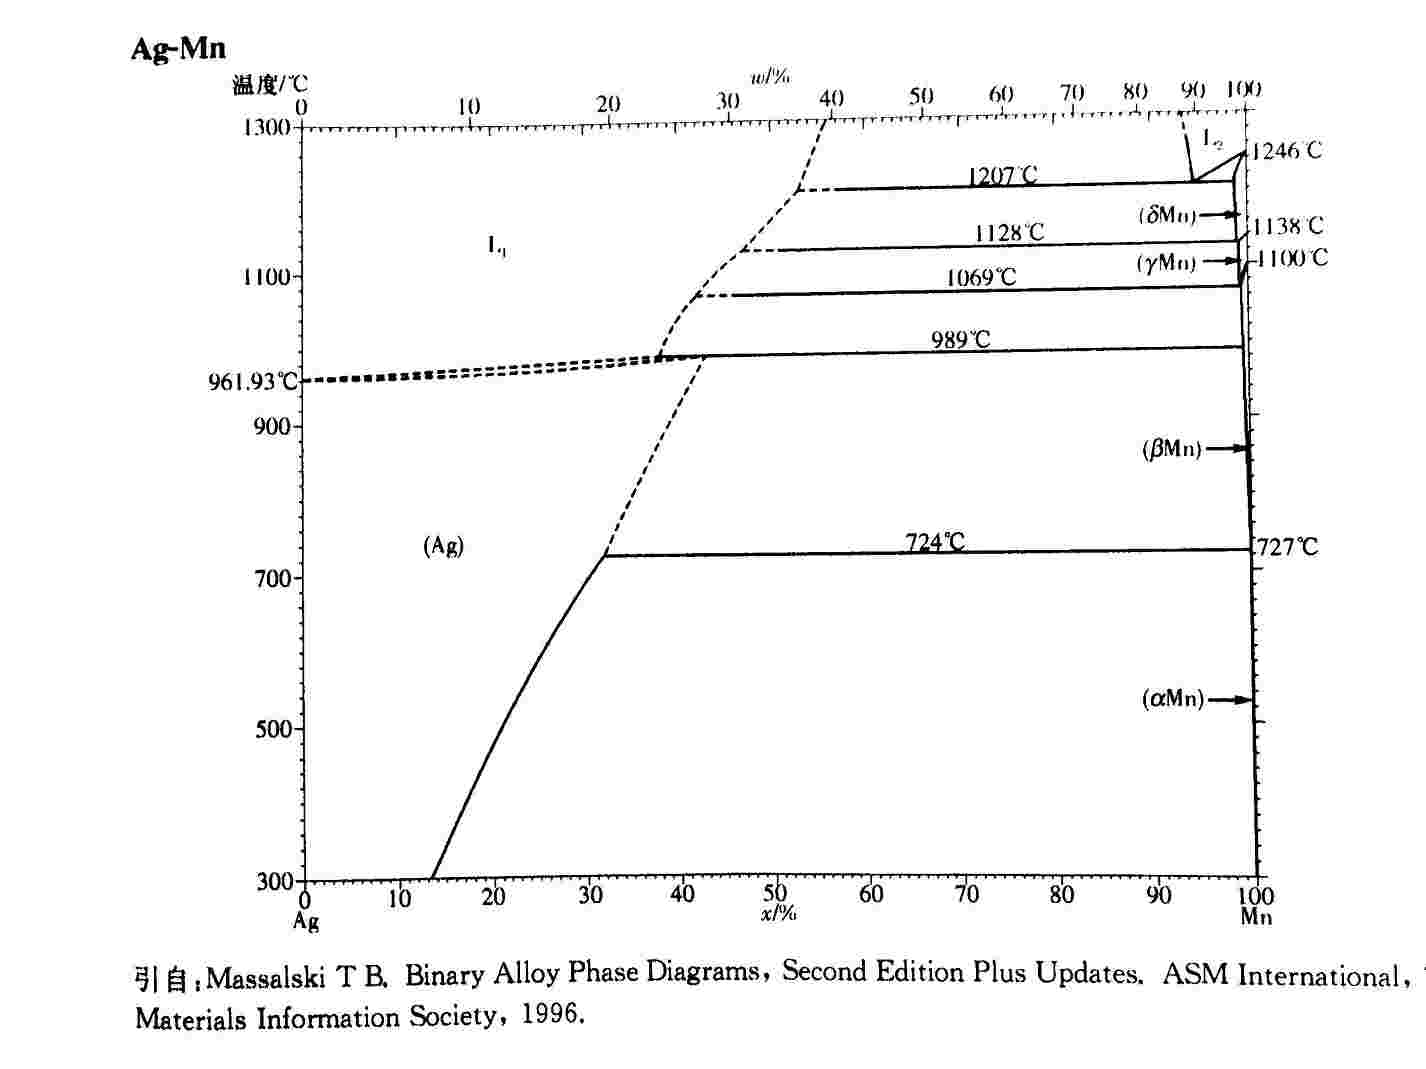 Ag-Mn
温度/℃
w/%
0 10 20 30 40 50 60 70 80 90 100
1300
L₂
1246℃
1207℃
(δMn)
1138℃
1128℃
L₁
(γMn)
1100℃
1100
1069℃
989℃
961.93℃
900
(βMn)
(Ag)
724℃
727℃
700
(αMn)
500
300
0 10 20 30 40 50 60 70 80 90 100
Ag x/% Mn
引自:Massalski T B. Binary Alloy Phase Diagrams, Second Edition Plus Updates. ASM International,
Materials Information Society, 1996.